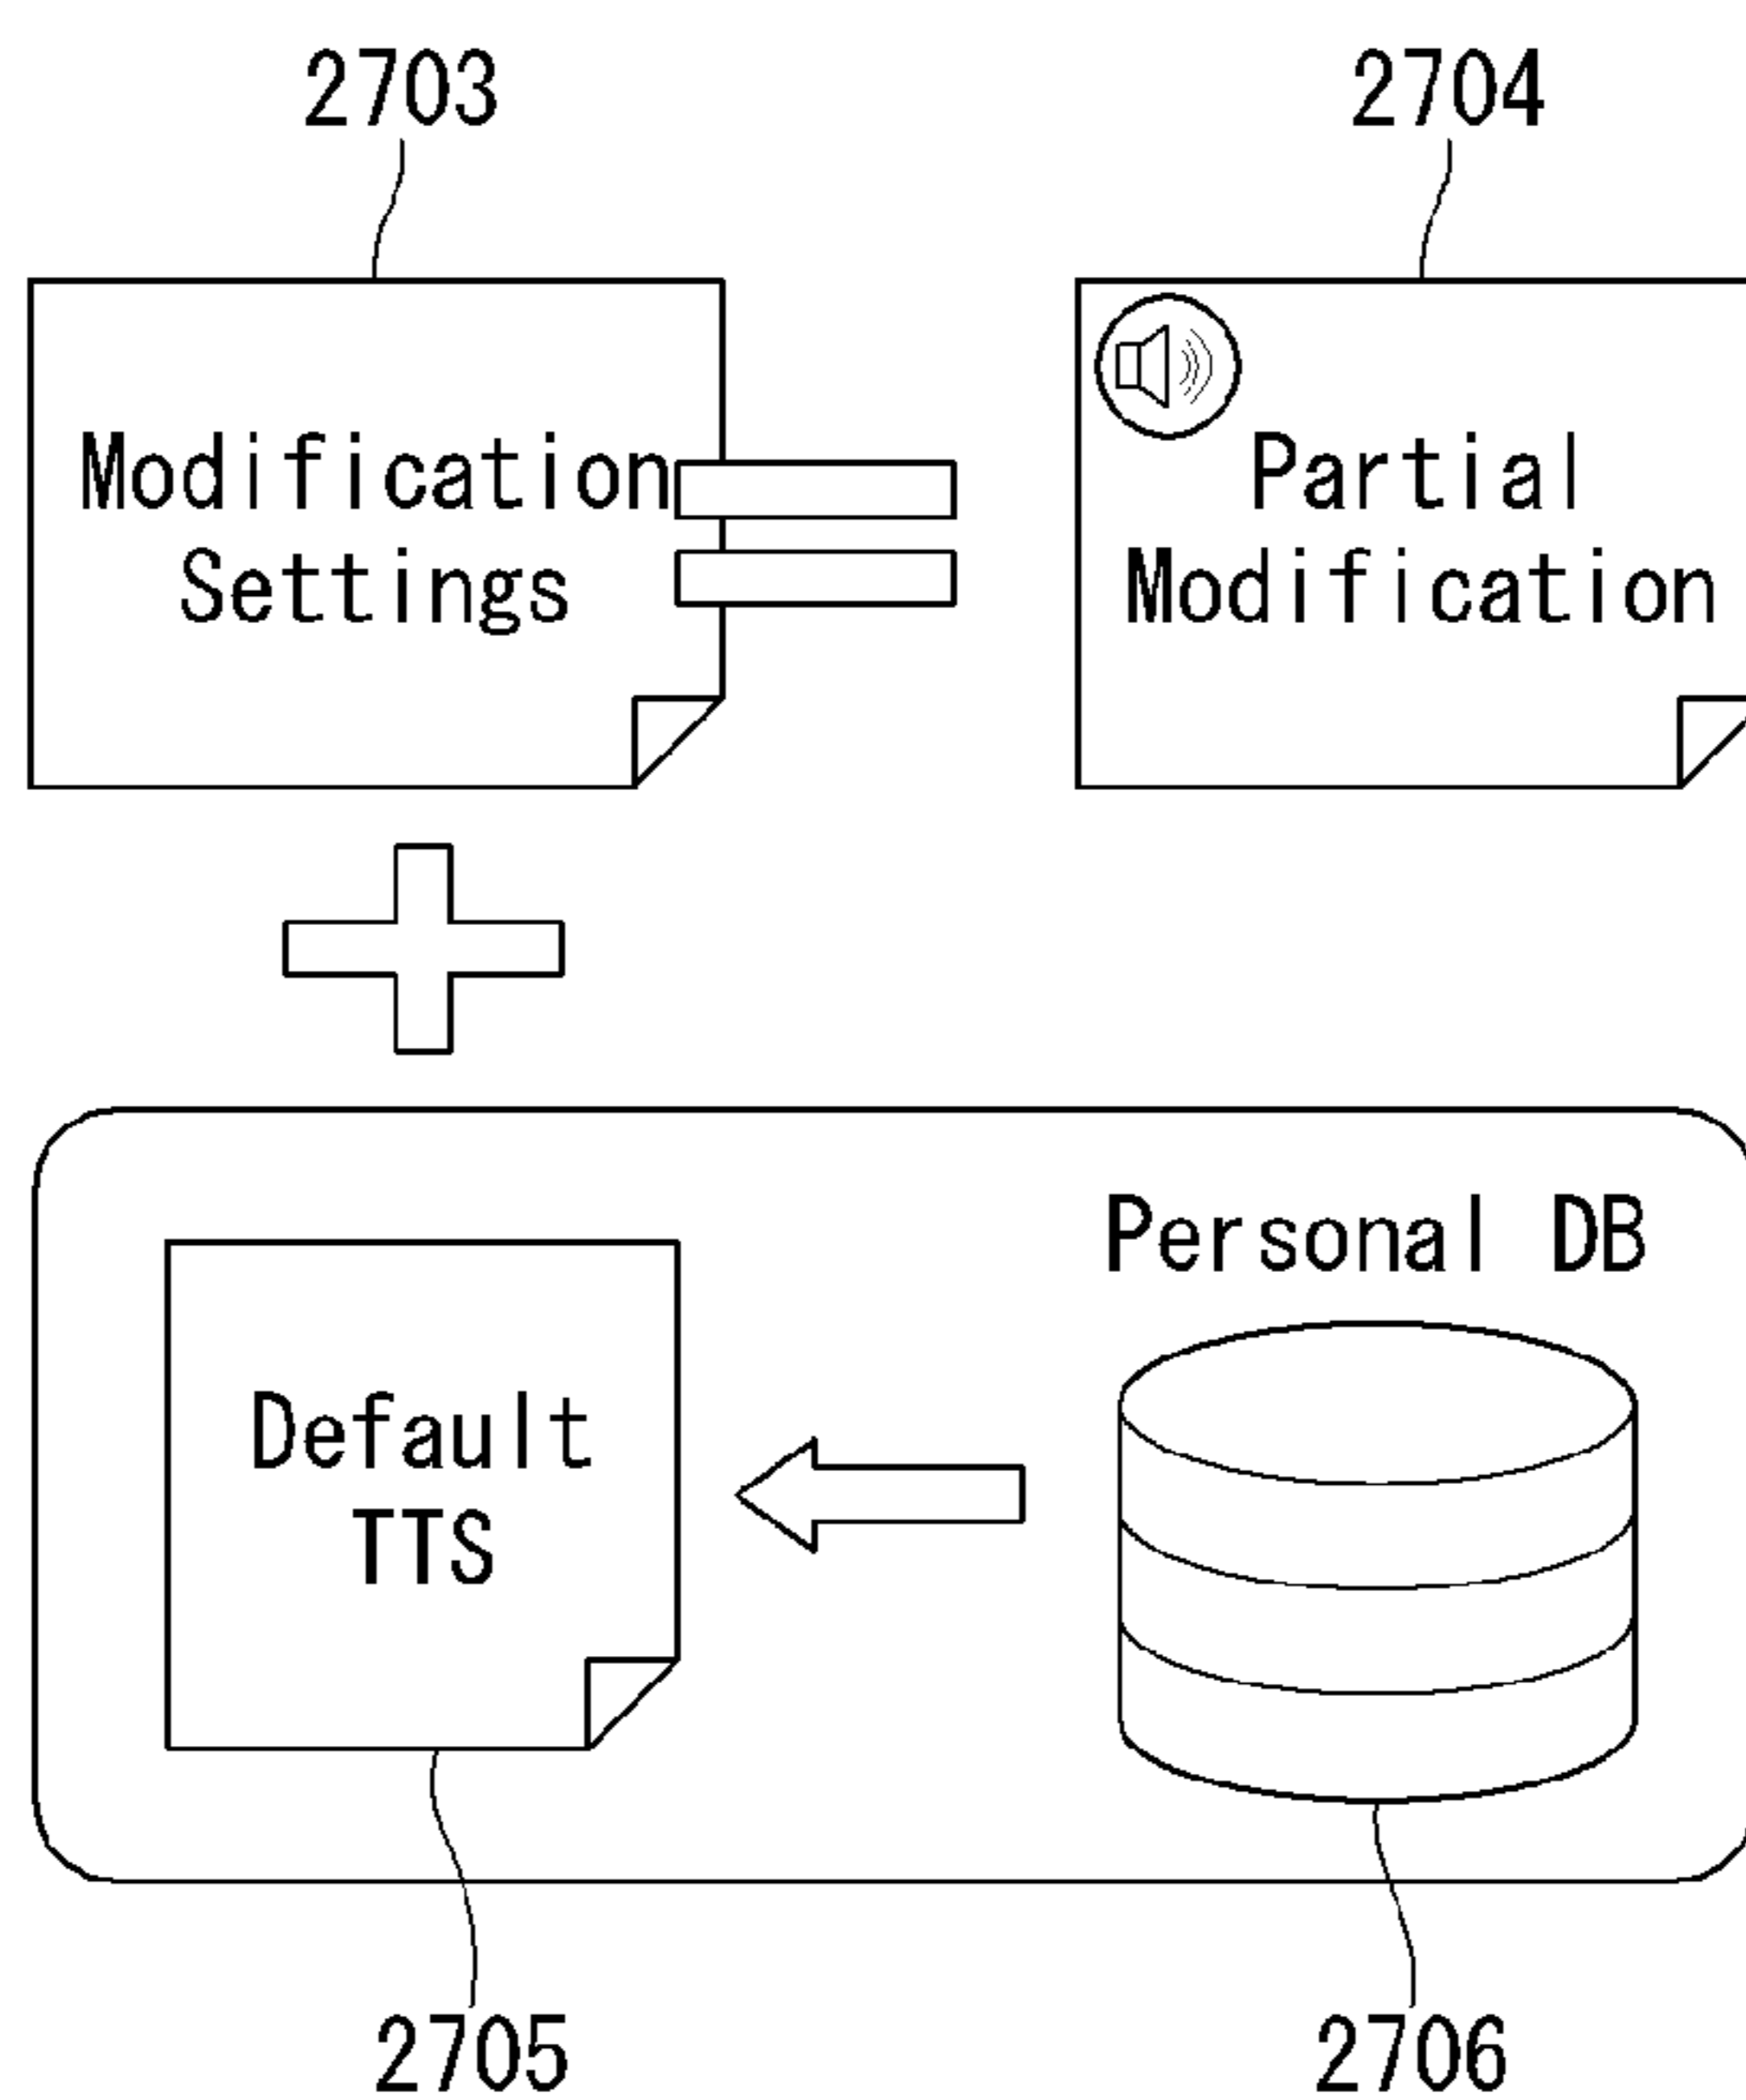 2703
2704
Modification
Settings
Partial
Modification
Personal DB
Default
TTS
2705
2706